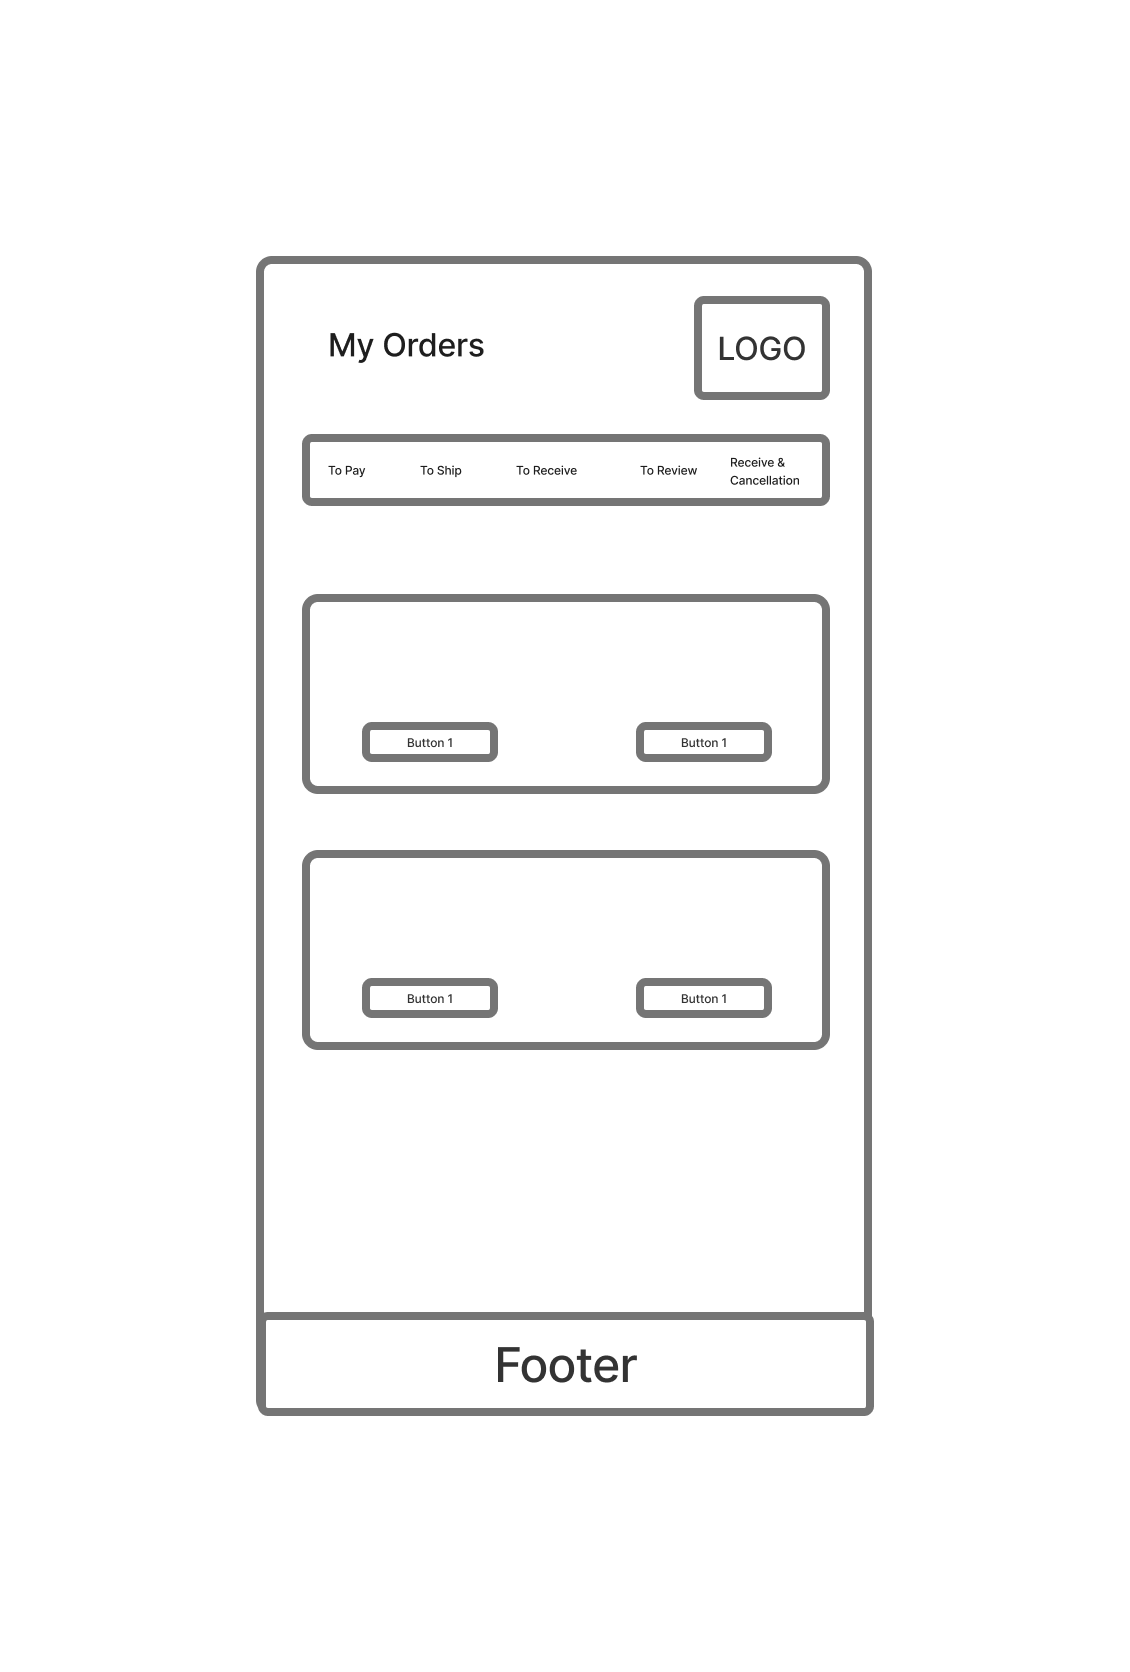 My Orders
LOGO
To Pay
To Ship
To Receive
To Review
Receive &
Cancellation
Button 1
Button 1
Button 1
Button 1
Footer